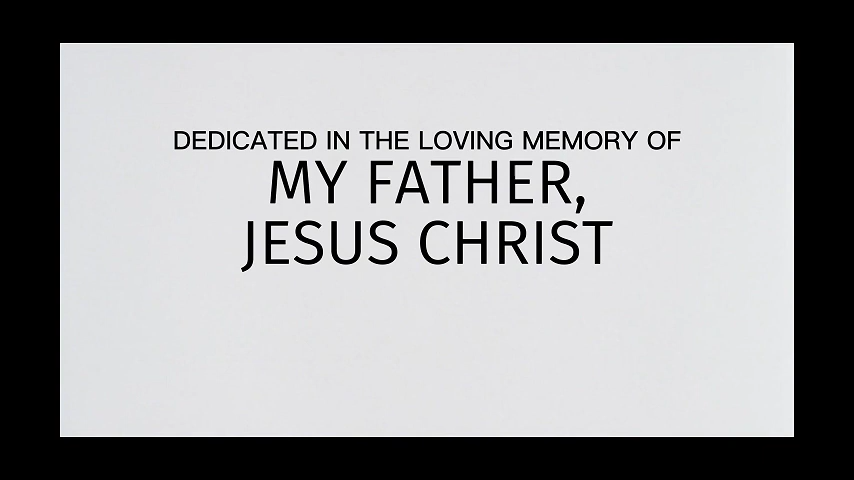 DEDICATED IN THE LOVING MEMORY OF
MY FATHER,
JESUS CHRIST